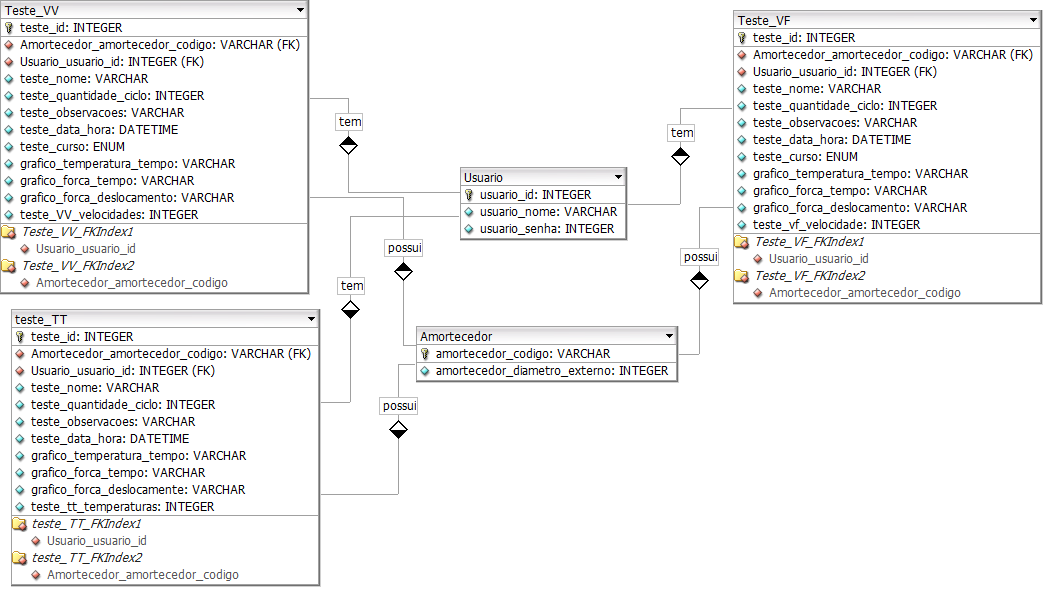 Teste_VV
teste_id: INTEGER
Amortecedor_amortecedor_codigo: VARCHAR (FK)
Usuario_usuario_id: INTEGER (FK)
teste_nome: VARCHAR
teste_quantidade_ciclo: INTEGER
teste_observacoes: VARCHAR
teste_data_hora: DATETIME
teste_curso: ENUM
grafico_temperatura_tempo: VARCHAR
grafico_forca_tempo: VARCHAR
grafico_forca_deslocamento: VARCHAR
teste_VV_velocidades: INTEGER
Teste_VV_FKIndex1
Usuario_usuario_id
Teste_VV_FKIndex2
Amortecedor_amortecedor_codigo
tem
possui
tem
Usuario
usuario_id: INTEGER
usuario_nome: VARCHAR
usuario_senha: INTEGER
tem
possui
Teste_VF
teste_id: INTEGER
Amortecedor_amortecedor_codigo: VARCHAR (FK)
Usuario_usuario_id: INTEGER (FK)
teste_nome: VARCHAR
teste_quantidade_ciclo: INTEGER
teste_observacoes: VARCHAR
teste_data_hora: DATETIME
teste_curso: ENUM
grafico_temperatura_tempo: VARCHAR
grafico_forca_tempo: VARCHAR
grafico_forca_deslocamento: VARCHAR
teste_vf_velocidade: INTEGER
Teste_VF_FKIndex1
Usuario_usuario_id
Teste_VF_FKIndex2
Amortecedor_amortecedor_codigo
teste_TT
teste_id: INTEGER
Amortecedor_amortecedor_codigo: VARCHAR (FK)
Usuario_usuario_id: INTEGER (FK)
teste_nome: VARCHAR
teste_quantidade_ciclo: INTEGER
teste_observacoes: VARCHAR
teste_data_hora: DATETIME
grafico_temperatura_tempo: VARCHAR
grafico_forca_tempo: VARCHAR
grafico_forca_deslocamente: VARCHAR
teste_tt_temperaturas: INTEGER
teste_TT_FKIndex1
Usuario_usuario_id
teste_TT_FKIndex2
Amortecedor_amortecedor_codigo
Amortecedor
amortecedor_codigo: VARCHAR
amortecedor_diametro_externo: INTEGER
possui